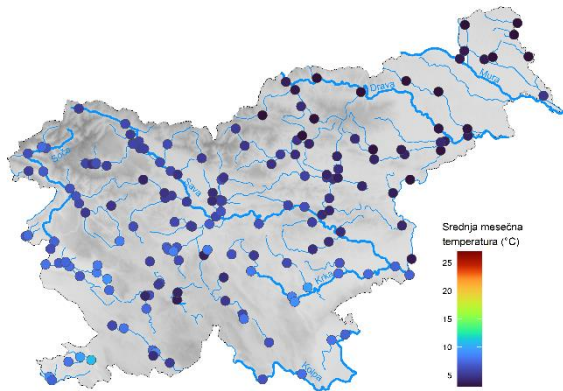 Mura
Drava
Soča
Sava
Srednja mesečna
temperatura (°C)
25
20
15
10
5
Krka
Kolpa